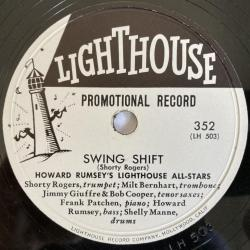 LIGHTHOUSE
PROMOTIONAL RECORD
352
(LH 503)
SWING SHIFT
(Shorty Rogers)
HOWARD RUMSEY'S LIGHTHOUSE ALL-STARS
Shorty Rogers, trumpet; Milt Bernhart, trombone;
Jimmy Giuffre & Bob Cooper, tenor saxes;
Frank Patchen, piano; Howard
Rumsey, bass; Shelly Manne,
drums
LIGHTHOUSE RECORD COMPANY, HOLLYWOOD, CALIF.